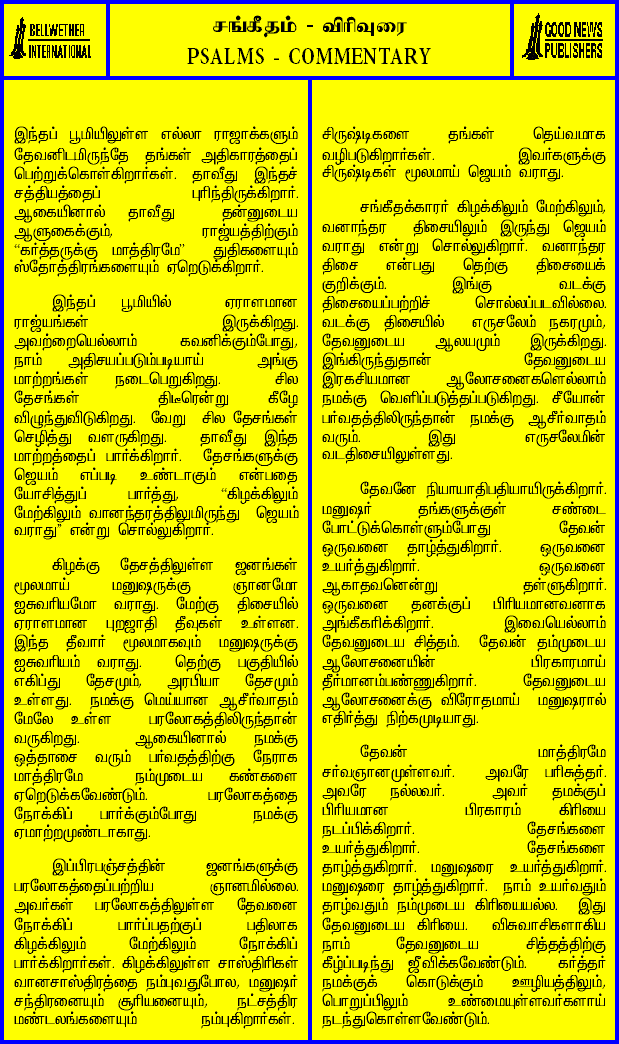 BELLWETHER
INTERNATIONAL
சங்கீதம் - விரிவுரை
PSALMS - COMMENTARY
GOOD NEWS
PUBLISHERS
இந்தப் பூமியிலுள்ள எல்லா ராஜாக்களும்
தேவனிடமிருந்தே தங்கள் அதிகாரத்தைப்
பெற்றுக்கொள்கிறார்கள். தாவீது இந்தச்
சத்தியத்தைப் புரிந்திருக்கிறார்.
ஆகையினால் தாவீது தன்னுடைய
ஆளுகைக்கும், ராஜ்யத்திற்கும்
“கர்த்தருக்கு மாத்திரமே” துதிகளையும்
ஸ்தோத்திரங்களையும் ஏறெடுக்கிறார்.
இந்தப் பூமியில் ஏராளமான
ராஜ்யங்கள் இருக்கிறது.
அவற்றையெல்லாம் கவனிக்கும்போது,
நாம் அதிசயப்படும்படியாய் அங்கு
மாற்றங்கள் நடைபெறுகிறது. சில
தேசங்கள் திடீரென்று கீழே
விழுந்துவிடுகிறது. வேறு சில தேசங்கள்
செழித்து வளருகிறது. தாவீது இந்த
மாற்றத்தைப் பார்க்கிறார். தேசங்களுக்கு
ஜெயம் எப்படி உண்டாகும் என்பதை
யோசித்துப் பார்த்து, “கிழக்கிலும்
மேற்கிலும் வானந்தரத்திலுமிருந்து ஜெயம்
வராது” என்று சொல்லுகிறார்.
கிழக்கு தேசத்திலுள்ள ஜனங்கள்
மூலமாய் மனுஷருக்கு ஞானமோ
ஐசுவரியமோ வராது. மேற்கு திசையில்
ஏராளமான புறஜாதி தீவுகள் உள்ளன.
இந்த தீவார் மூலமாகவும் மனுஷருக்கு
ஐசுவரியம் வராது. தெற்கு பகுதியில்
எகிப்து தேசமும், அரபியா தேசமும்
உள்ளது. நமக்கு மெய்யான ஆசீர்வாதம்
மேலே உள்ள பரலோகத்திலிருந்தான்
வருகிறது. ஆகையினால் நமக்கு
ஒத்தாசை வரும் பர்வதத்திற்கு நேராக
மாத்திரமே நம்முடைய கண்களை
ஏறெடுக்கவேண்டும். பரலோகத்தை
நோக்கிப் பார்க்கும்போது நமக்கு
ஏமாற்றமுண்டாகாது.
இப்பிரபஞ்சத்தின் ஜனங்களுக்கு
பரலோகத்தைப்பற்றிய ஞானமில்லை.
அவர்கள் பரலோகத்திலுள்ள தேவனை
நோக்கிப் பார்ப்பதற்குப் பதிலாக
கிழக்கிலும் மேற்கிலும் நோக்கிப்
பார்க்கிறார்கள். கிழக்கிலுள்ள சாஸ்திரிகள்
வானசாஸ்திரத்தை நம்புவதுபோல, மனுஷர்
சந்திரனையும் சூரியனையும், நட்சத்திர
மண்டலங்களையும் நம்புகிறார்கள்.
சிருஷ்டிகளை தங்கள் தெய்வமாக
வழிபடுகிறார்கள். இவர்களுக்கு
சிருஷ்டிகள் மூலமாய் ஜெயம் வராது.
சங்கீதக்காரர் கிழக்கிலும் மேற்கிலும்,
வனாந்தர திசையிலும் இருந்து ஜெயம்
வராது என்று சொல்லுகிறார். வனாந்தர
திசை என்பது தெற்கு திசையைக்
குறிக்கும். இங்கு வடக்கு
திசையைப்பற்றிச் சொல்லப்படவில்லை.
வடக்கு திசையில் எருசலேம் நகரமும்,
தேவனுடைய ஆலயமும் இருக்கிறது.
இங்கிருந்துதான் தேவனுடைய
இரகசியமான ஆலோசனைகளெல்லாம்
நமக்கு வெளிப்படுத்தப்படுகிறது. சீயோன்
பர்வதத்திலிருந்தான் நமக்கு ஆசீர்வாதம்
வரும். இது எருசலேமின்
வடதிசையிலுள்ளது.
தேவனே நியாயாதிபதியாயிருக்கிறார்.
மனுஷர் தங்களுக்குள் சண்டை
போட்டுக்கொள்ளும்போது தேவன்
ஒருவனை தாழ்த்துகிறார். ஒருவனை
உயர்த்துகிறார். ஒருவனை
ஆகாதவனென்று தள்ளுகிறார்.
ஒருவனை தனக்குப் பிரியமானவனாக
அங்கீகரிக்கிறார். இவையெல்லாம்
தேவனுடைய சித்தம். தேவன் தம்முடைய
ஆலோசனையின் பிரகாரமாய்
தீர்மானம்பண்ணுகிறார். தேவனுடைய
ஆலோசனைக்கு விரோதமாய் மனுஷரால்
எதிர்த்து நிற்கமுடியாது.
தேவன் மாத்திரமே
சர்வஞானமுள்ளவர். அவரே பரிசுத்தர்.
அவரே நல்லவர். அவர் தமக்குப்
பிரியமான பிரகாரம் கிரியை
நடப்பிக்கிறார். தேசங்களை
உயர்த்துகிறார். தேசங்களை
தாழ்த்துகிறார். மனுஷரை உயர்த்துகிறார்.
மனுஷரை தாழ்த்துகிறார். நாம் உயர்வதும்
தாழ்வதும் நம்முடைய கிரியையல்ல. இது
தேவனுடைய கிரியை. விசுவாசிகளாகிய
நாம் தேவனுடைய சித்தத்திற்கு
கீழ்ப்படிந்து ஜீவிக்கவேண்டும். கர்த்தர்
நமக்குக் கொடுக்கும் ஊழியத்திலும்,
பொறுப்பிலும் உண்மையுள்ளவர்களாய்
நடந்துகொள்ளவேண்டும்.